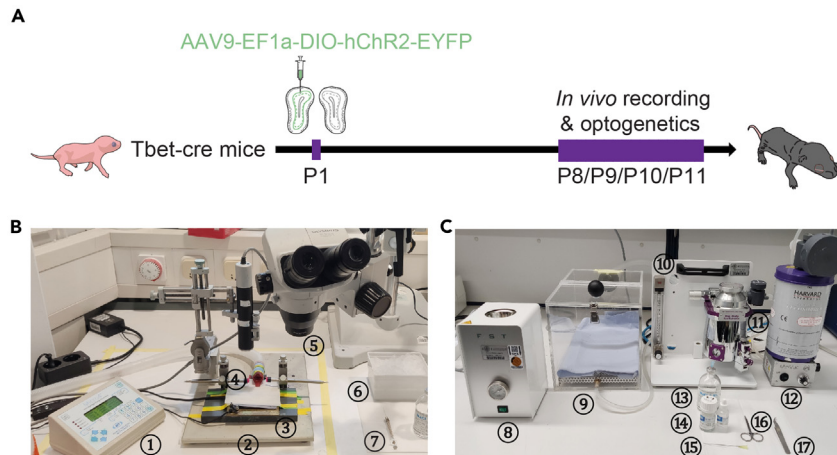 A
AAV9-EF1a-DIO-hChR2-EYFP
In vivo recording
& optogenetics
Tbet-cre mice
P1
P8/P9/P10/P11
B
C
①
②
③
④
⑤
⑥
⑦
⑧
⑨
⑩
⑪
⑫
⑬
⑭
⑮
⑯
⑰
F S T
HARVARD